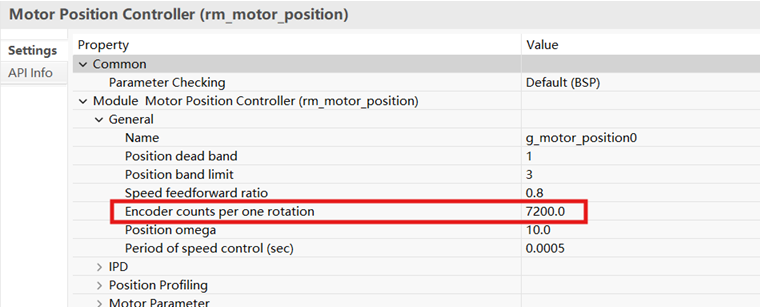 Motor Position Controller (rm_motor_position)
Settings
API Info
Property Value
Common
Parameter Checking Default (BSP)
Module Motor Position Controller (rm_motor_position)
General
Name g_motor_position0
Position dead band 1
Position band limit 3
Speed feedforward ratio 0.8
Encoder counts per one rotation 7200.0
Position omega 10.0
Period of speed control (sec) 0.0005
IPD
Position Profiling
Motor Parameter